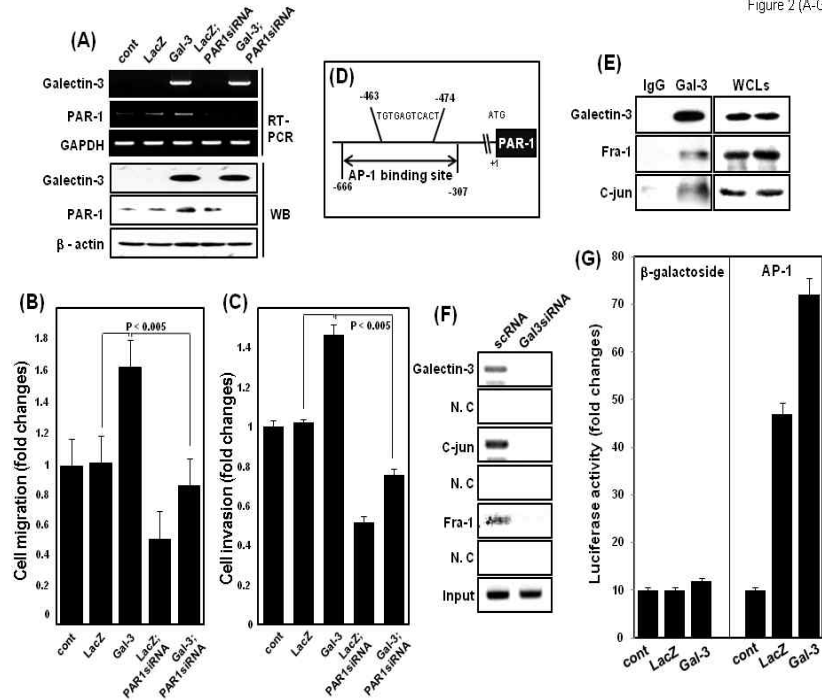 Figure 2 (A-G
(A)
cont
LacZ
Gal-3
LacZ;
PAR1siRNA
Gal-3;
PAR1siRNA
Galectin-3
PAR-1
GAPDH
RT-
PCR
Galectin-3
PAR-1
β - actin
WB
(D)
-463
-474
TGTGAGTCACT
ATG
PAR-1
+1
AP-1 binding site
-666
-307
(E)
IgG
Gal-3
WCLs
Galectin-3
Fra-1
C-jun
(B)
P < 0.005
Cell migration (fold changes)
1.8
1.6
1.4
1.2
1
0.8
0.6
0.4
0.2
0
cont
LacZ
Gal-3
LacZ;
PAR1siRNA
Gal-3;
PAR1siRNA
(C)
P < 0.005
Cell invasion (fold changes)
1.4
1.2
1
0.8
0.6
0.4
0.2
0
cont
LacZ
Gal-3
LacZ;
PAR1siRNA
Gal-3;
PAR1siRNA
(F)
scRNA
Gal3siRNA
Galectin-3
N. C
C-jun
N. C
Fra-1
N. C
Input
(G)
β-galactoside
AP-1
Luciferase activity (fold changes)
80
70
60
50
40
30
20
10
0
cont
LacZ
Gal-3
cont
LacZ
Gal-3